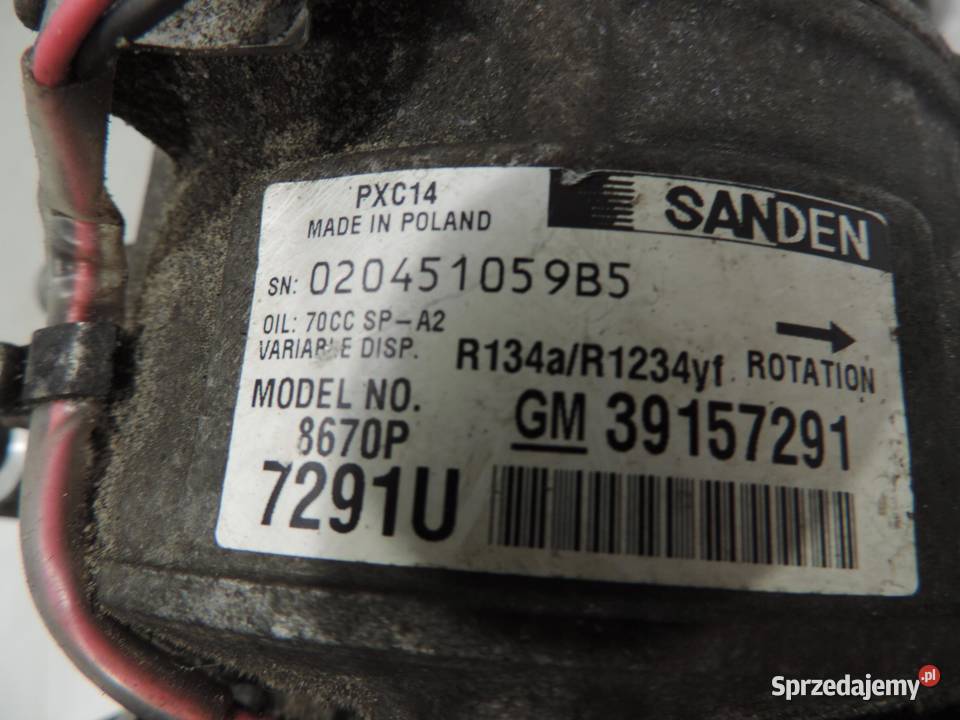 PXC14
MADE IN POLAND
SANDEN
SN: 020451059B5
OIL: 70CC SP-A2
VARIABLE DISP.
R134a/R1234yf
ROTATION
MODEL NO.
8670P
GM 39157291
7291U
Sprzedajemy.pl